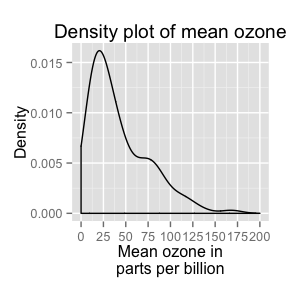 Density plot of mean ozone
0.015
0.010
0.005
0.000
Density
0 25 50 75 100 125 150 175 200
Mean ozone in
parts per billion